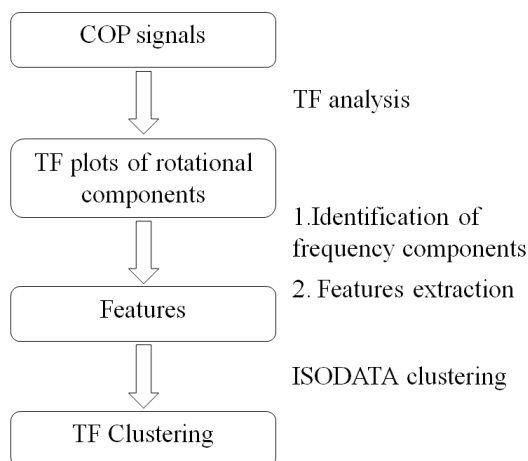 COP signals
TF analysis
TF plots of rotational
components
1.Identification of
frequency components
2. Features extraction
Features
ISODATA clustering
TF Clustering